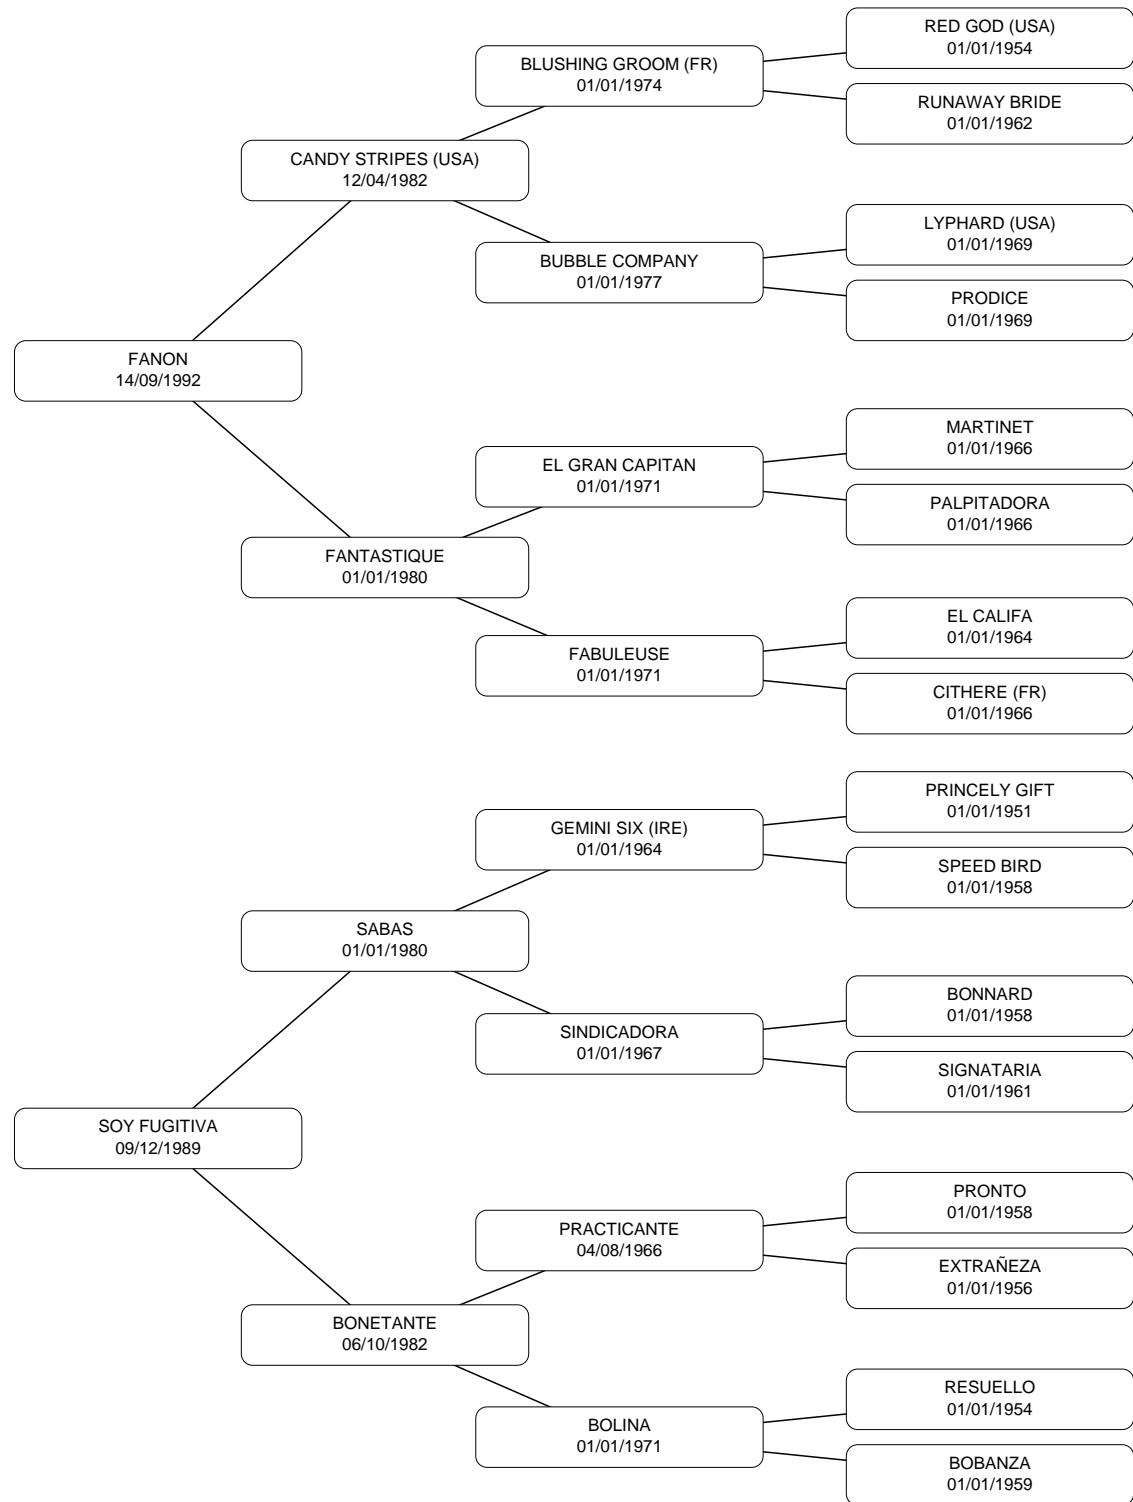 RED GOD (USA)
01/01/1954
BLUSHING GROOM (FR)
01/01/1974
RUNAWAY BRIDE
01/01/1962
CANDY STRIPES (USA)
12/04/1982
LYPHARD (USA)
01/01/1969
BUBBLE COMPANY
01/01/1977
PRODICE
01/01/1969
FANON
14/09/1992
MARTINET
01/01/1966
EL GRAN CAPITAN
01/01/1971
PALPITADORA
01/01/1966
FANTASTIQUE
01/01/1980
EL CALIFA
01/01/1964
FABULEUSE
01/01/1971
CITHERE (FR)
01/01/1966
PRINCELY GIFT
01/01/1951
GEMINI SIX (IRE)
01/01/1964
SPEED BIRD
01/01/1958
SABAS
01/01/1980
BONNARD
01/01/1958
SINDICADORA
01/01/1967
SIGNATARIA
01/01/1961
SOY FUGITIVA
09/12/1989
PRONTO
01/01/1958
PRACTICANTE
04/08/1966
EXTRAÑEZA
01/01/1956
BONETANTE
06/10/1982
RESUELLO
01/01/1954
BOLINA
01/01/1971
BOBANZA
01/01/1959